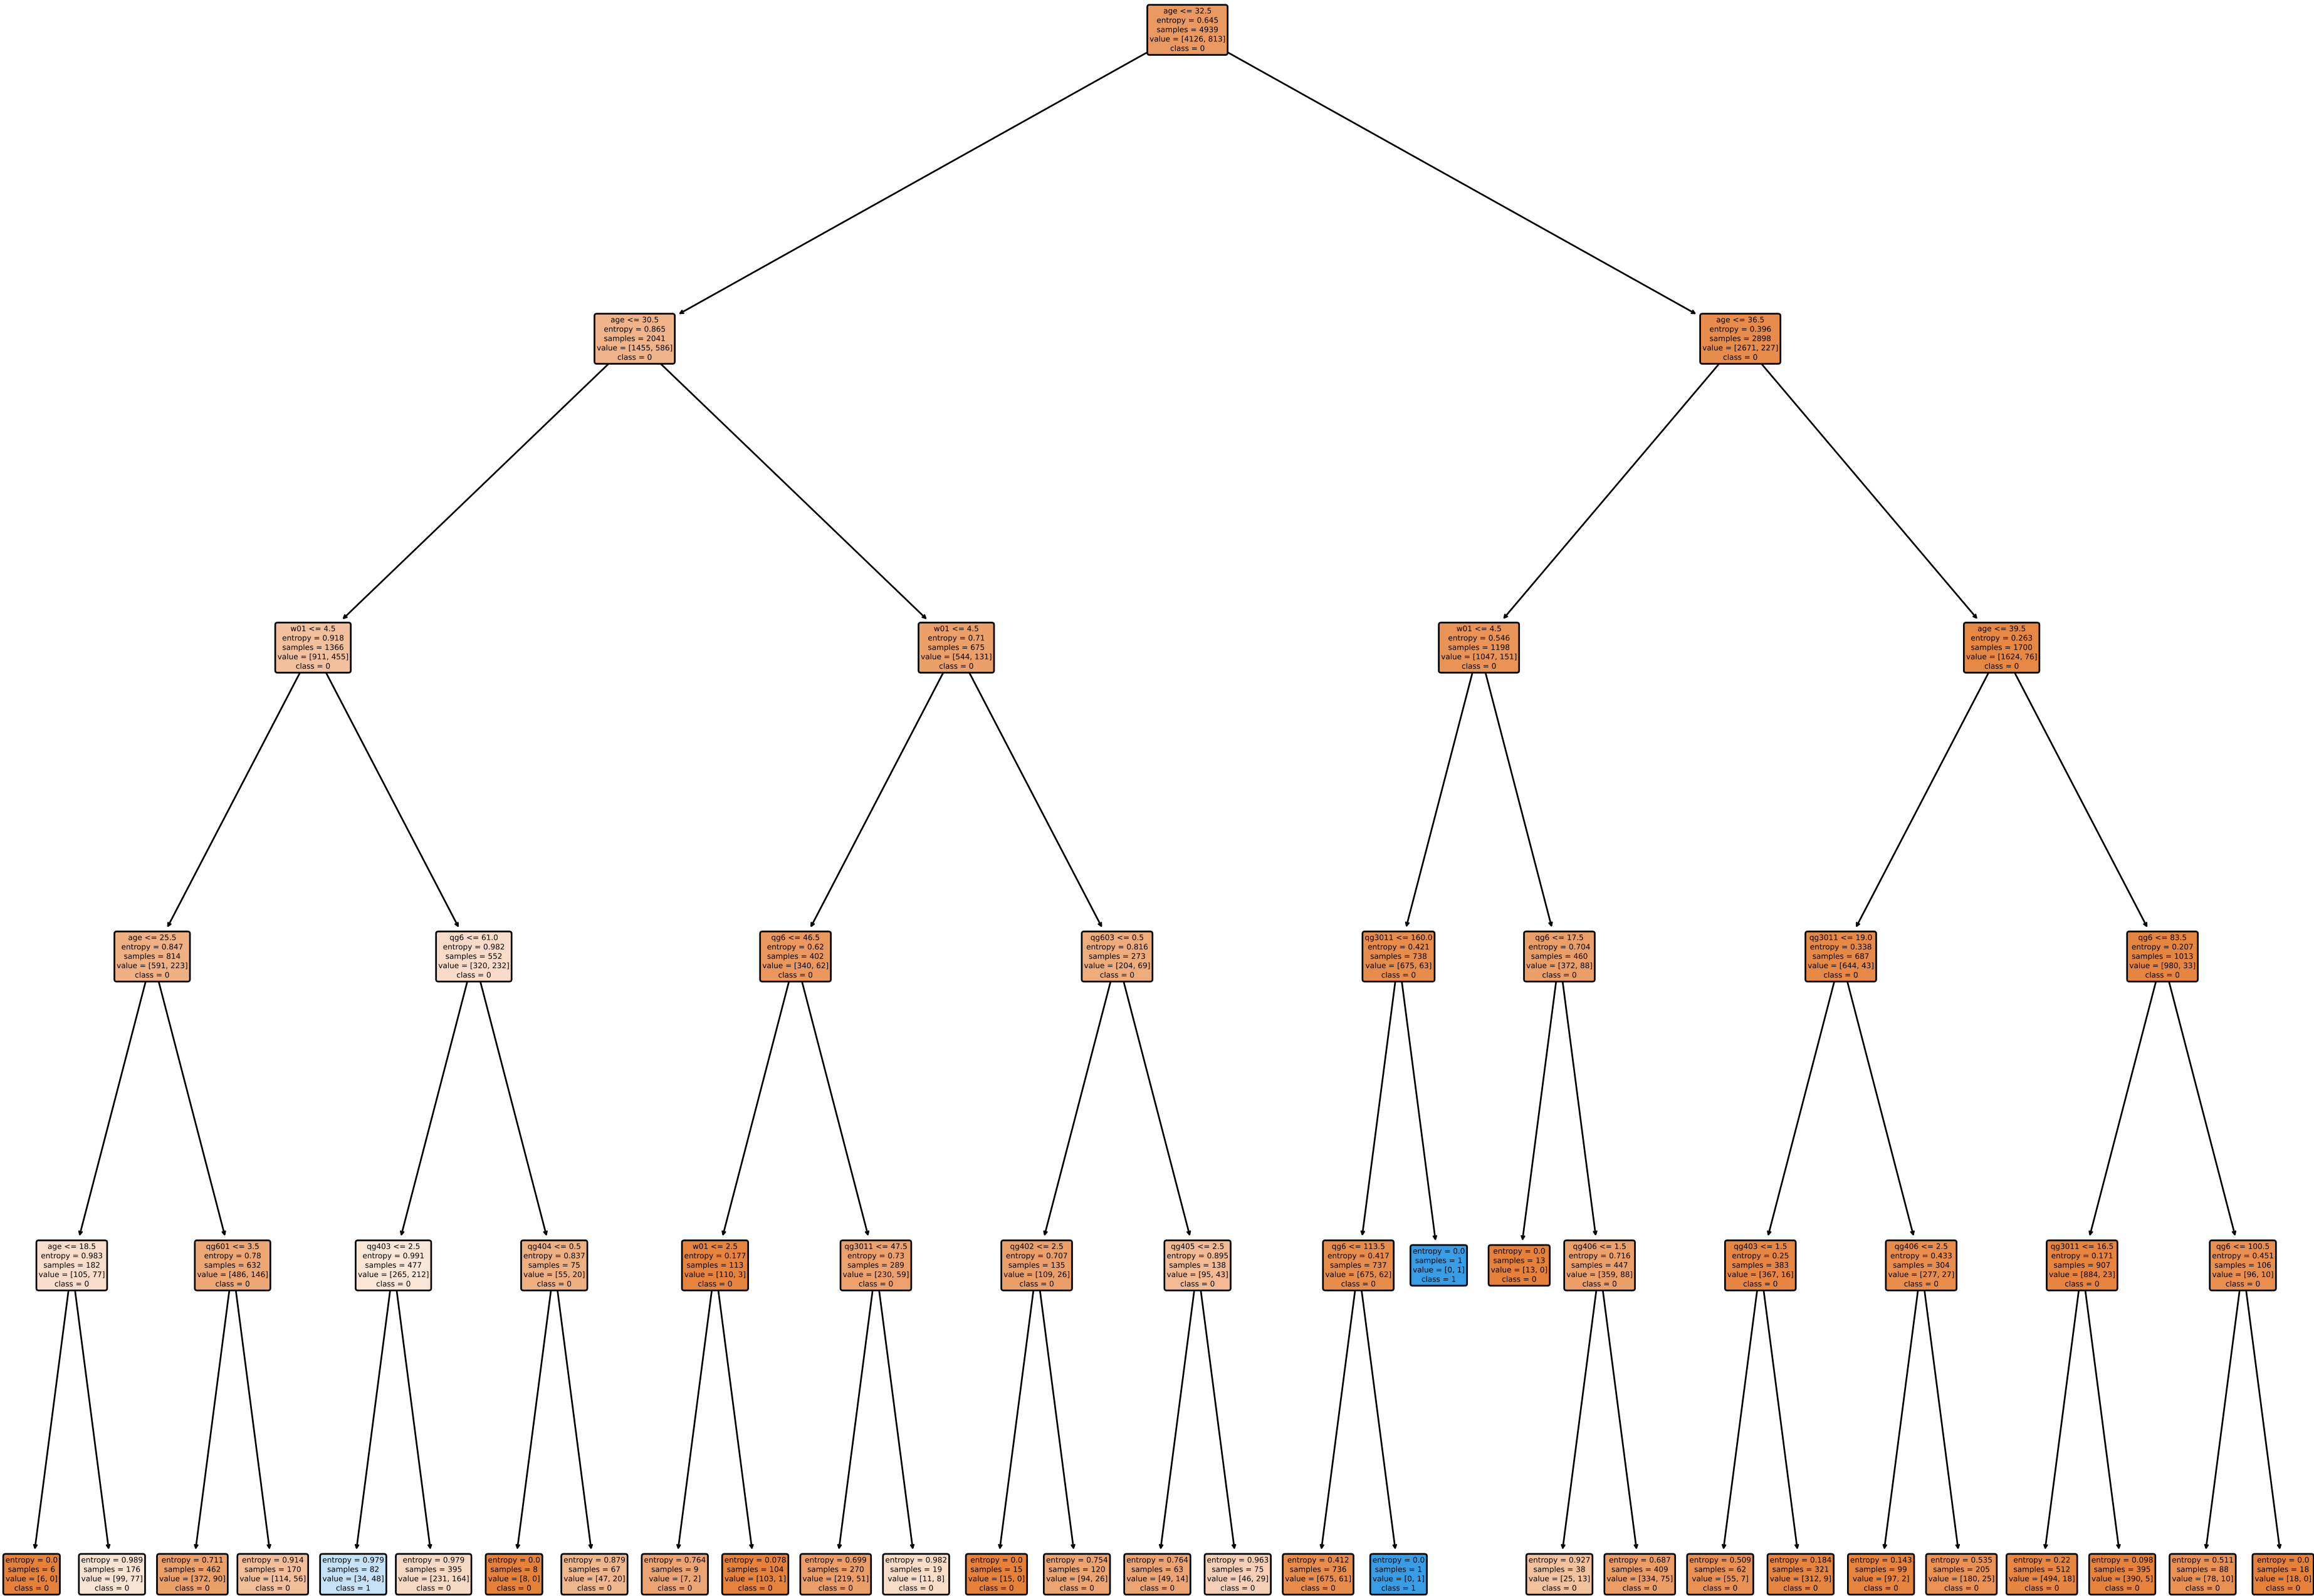 age <= 32.5
entropy = 0.645
samples = 4939
value = [4126, 813]
class = 0
age <= 30.5
entropy = 0.865
samples = 2041
value = [1455, 586]
class = 0
age <= 36.5
entropy = 0.396
samples = 2898
value = [2671, 227]
class = 0
w01 <= 4.5
entropy = 0.918
samples = 1366
value = [911, 455]
class = 0
w01 <= 4.5
entropy = 0.71
samples = 675
value = [544, 131]
class = 0
w01 <= 4.5
entropy = 0.546
samples = 1198
value = [1047, 151]
class = 0
age <= 39.5
entropy = 0.263
samples = 1700
value = [1624, 76]
class = 0
age <= 25.5
entropy = 0.847
samples = 814
value = [591, 223]
class = 0
qg6 <= 61.0
entropy = 0.982
samples = 552
value = [320, 232]
class = 0
qg6 <= 46.5
entropy = 0.62
samples = 402
value = [340, 62]
class = 0
qg603 <= 0.5
entropy = 0.816
samples = 273
value = [204, 69]
class = 0
qg3011 <= 160.0
entropy = 0.421
samples = 738
value = [675, 63]
class = 0
qg6 <= 17.5
entropy = 0.704
samples = 460
value = [372, 88]
class = 0
qg3011 <= 19.0
entropy = 0.338
samples = 687
value = [644, 43]
class = 0
qg6 <= 83.5
entropy = 0.207
samples = 1013
value = [980, 33]
class = 0
age <= 18.5
entropy = 0.983
samples = 182
value = [105, 77]
class = 0
qg601 <= 3.5
entropy = 0.78
samples = 632
value = [486, 146]
class = 0
qg403 <= 2.5
entropy = 0.991
samples = 477
value = [265, 212]
class = 0
qg404 <= 0.5
entropy = 0.837
samples = 75
value = [55, 20]
class = 0
w01 <= 2.5
entropy = 0.177
samples = 113
value = [110, 3]
class = 0
qg3011 <= 47.5
entropy = 0.73
samples = 289
value = [230, 59]
class = 0
qg402 <= 2.5
entropy = 0.707
samples = 135
value = [109, 26]
class = 0
qg405 <= 2.5
entropy = 0.895
samples = 138
value = [95, 43]
class = 0
qg6 <= 113.5
entropy = 0.417
samples = 737
value = [675, 62]
class = 0
entropy = 0.0
samples = 1
value = [0, 1]
class = 1
entropy = 0.0
samples = 13
value = [13, 0]
class = 0
qg406 <= 1.5
entropy = 0.716
samples = 447
value = [359, 88]
class = 0
qg403 <= 1.5
entropy = 0.25
samples = 383
value = [367, 16]
class = 0
qg406 <= 2.5
entropy = 0.433
samples = 304
value = [277, 27]
class = 0
qg3011 <= 16.5
entropy = 0.171
samples = 907
value = [884, 23]
class = 0
qg6 <= 100.5
entropy = 0.451
samples = 106
value = [96, 10]
class = 0
entropy = 0.0
samples = 6
value = [6, 0]
class = 0
entropy = 0.989
samples = 176
value = [99, 77]
class = 0
entropy = 0.711
samples = 462
value = [372, 90]
class = 0
entropy = 0.914
samples = 170
value = [114, 56]
class = 0
entropy = 0.979
samples = 82
value = [34, 48]
class = 1
entropy = 0.979
samples = 395
value = [231, 164]
class = 0
entropy = 0.0
samples = 8
value = [8, 0]
class = 0
entropy = 0.879
samples = 67
value = [47, 20]
class = 0
entropy = 0.764
samples = 9
value = [7, 2]
class = 0
entropy = 0.078
samples = 104
value = [103, 1]
class = 0
entropy = 0.699
samples = 270
value = [219, 51]
class = 0
entropy = 0.982
samples = 19
value = [11, 8]
class = 0
entropy = 0.0
samples = 15
value = [15, 0]
class = 0
entropy = 0.754
samples = 120
value = [94, 26]
class = 0
entropy = 0.764
samples = 63
value = [49, 14]
class = 0
entropy = 0.963
samples = 75
value = [46, 29]
class = 0
entropy = 0.412
samples = 736
value = [675, 61]
class = 0
entropy = 0.0
samples = 1
value = [0, 1]
class = 1
entropy = 0.927
samples = 38
value = [25, 13]
class = 0
entropy = 0.687
samples = 409
value = [334, 75]
class = 0
entropy = 0.509
samples = 62
value = [55, 7]
class = 0
entropy = 0.184
samples = 321
value = [312, 9]
class = 0
entropy = 0.143
samples = 99
value = [97, 2]
class = 0
entropy = 0.535
samples = 205
value = [180, 25]
class = 0
entropy = 0.22
samples = 512
value = [494, 18]
class = 0
entropy = 0.098
samples = 395
value = [390, 5]
class = 0
entropy = 0.511
samples = 88
value = [78, 10]
class = 0
entropy = 0.0
samples = 18
value = [18, 0]
class = 0